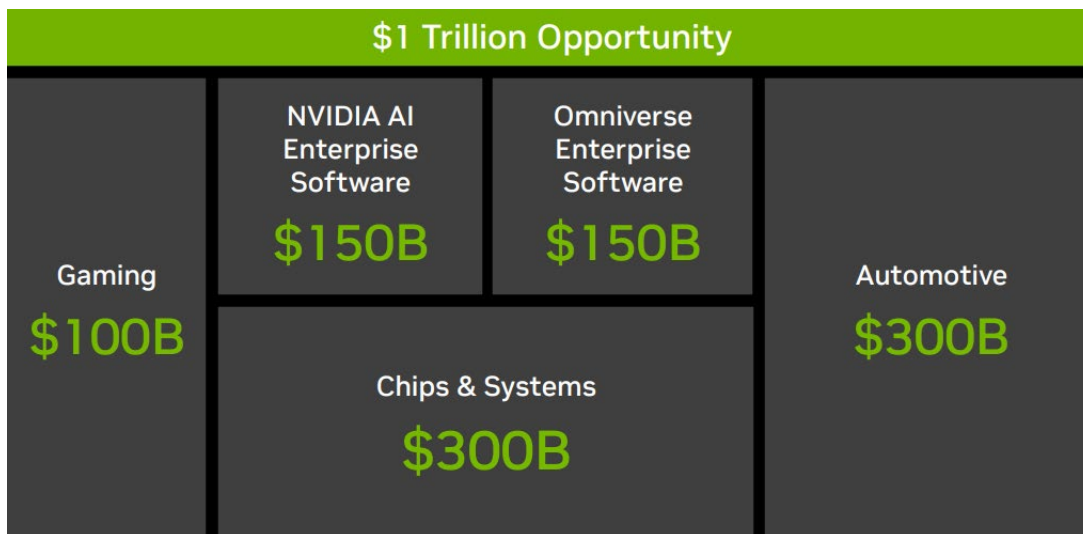 $1 Trillion Opportunity
Gaming
$100B
NVIDIA AI
Enterprise
Software
$150B
Omniverse
Enterprise
Software
$150B
Chips & Systems
$300B
Automotive
$300B